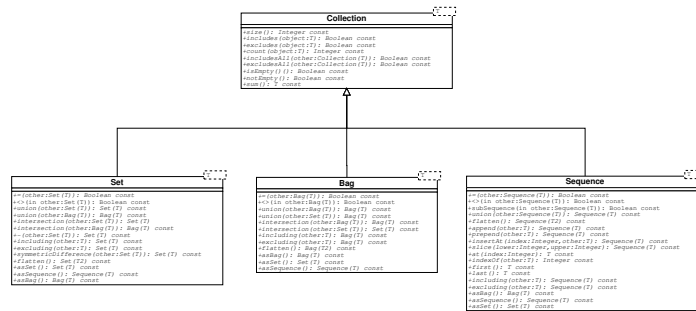 T
Collection
+size(): Integer const
+includes(object:T): Boolean const
+excludes(object:T): Boolean const
+count(object:T): Integer const
+includesAll(other:Collection(T)): Boolean const
+excludesAll(other:Collection(T)): Boolean const
+isEmpty()(): Boolean const
+notEmpty(): Boolean const
+sum(): T const
T
Set
+=(other:Set(T)): Boolean const
+<>(in other:Set(T)): Boolean const
+union(other:Set(T)): Set(T) const
+union(other:Bag(T)): Bag(T) const
+intersection(other:Set(T)): Set(T) const
+intersection(other:Bag(T)): Bag(T) const
+-(other:Set(T)): Set(T) const
+including(other:T): Set(T) const
+excluding(other:T): Set(T) const
+symmetricDifference(other:Set(T)): Set(T) const
+flatten(): Set(T2) const
+asSet(): Set(T) const
+asSequence(): Sequence(T) const
+asBag(): Bag(T) const
T
Bag
+=(other:Bag(T)): Boolean const
+<>(in other:Bag(T)): Boolean const
+union(other:Bag(T)): Bag(T) const
+union(other:Set(T)): Bag(T) const
+intersection(other:Bag(T)): Bag(T) const
+intersection(other:Set(T)): Set(T) const
+including(other:T): Bag(T) const
+excluding(other:T): Bag(T) const
+flatten(): Bag(T2) const
+asBag(): Bag(T) const
+asSet(): Set(T) const
+asSequence(): Sequence(T) const
T
Sequence
+=(other:Sequence(T)): Boolean const
+<>(in other:Sequence(T)): Boolean const
+subSequence(in other:Sequence(T)): Boolean const
+union(other:Sequence(T)): Sequence(T) const
+flatten(): Sequence(T2) const
+append(other:T): Sequence(T) const
+prepend(other:T): Sequence(T) const
+insertAt(index:Integer,other:T): Sequence(T) const
+slice(lower:Integer,upper:Integer): Sequence(T) const
+at(index:Integer): T const
+indexOf(other:T): Integer const
+first(): T const
+last(): T const
+including(other:T): Sequence(T) const
+excluding(other:T): Sequence(T) const
+asBag(): Bag(T) const
+asSequence(): Sequence(T) const
+asSet(): Set(T) const